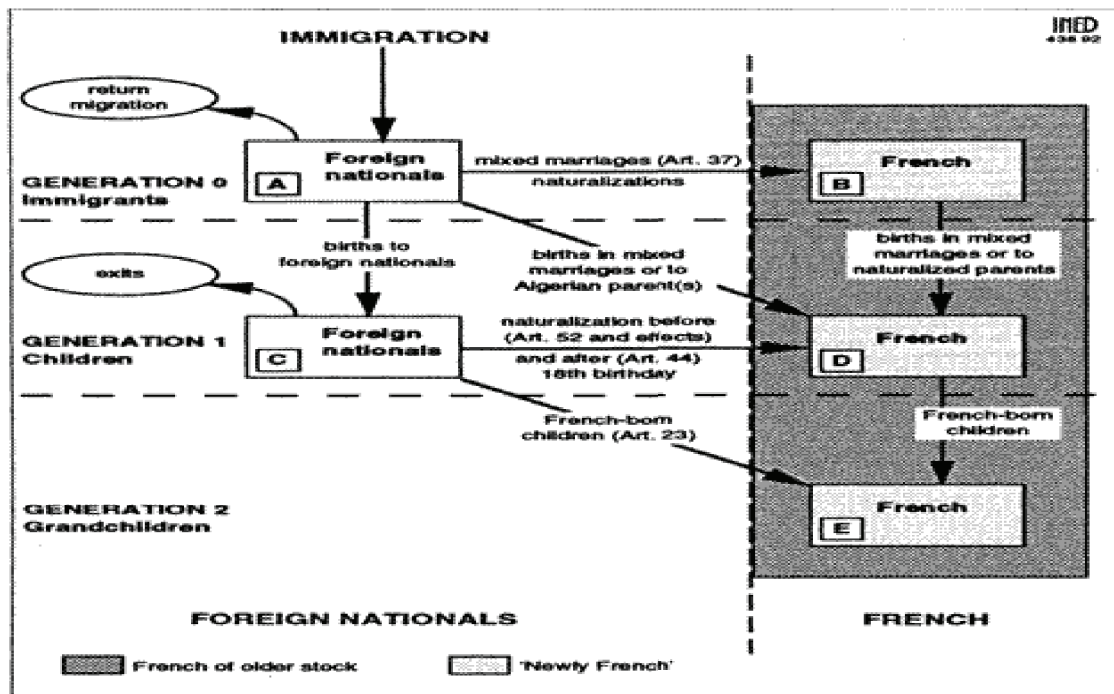 IMMIGRATION
INED
436 92
return
migration
Foreign
nationals
A
mixed marriages (Art. 37)
naturalizations
French
B
GENERATION 0
Immigrants
births to
foreign nationals
births in mixed
marriages or to
Algerian parent(s)
births in mixed
marriages or to
naturalized parents
exits
GENERATION 1
Children
Foreign
nationals
C
naturalization before
(Art. 52 and effects)
and after (Art. 44)
18th birthday
French
D
French-born
children (Art. 23)
French-born
children
GENERATION 2
Grandchildren
French
E
FOREIGN NATIONALS
FRENCH
French of older stock
'Newly French'